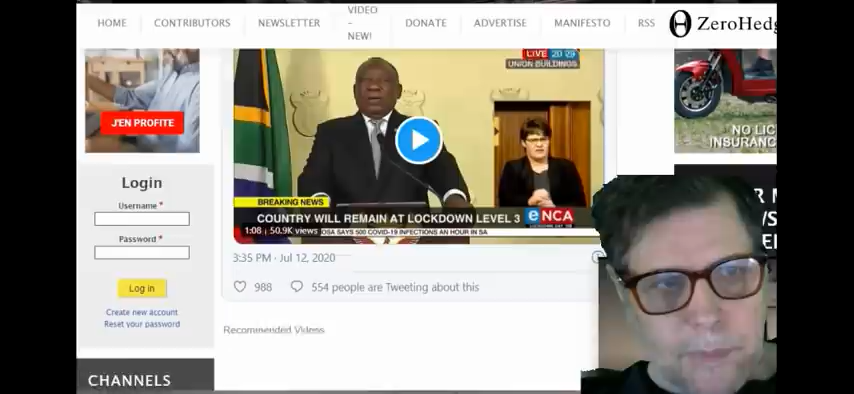 HOME
CONTRIBUTORS
NEWSLETTER
VIDEO
-
NEW!
DONATE
ADVERTISE
MANIFESTO
RSS
ZeroHedg
J'EN PROFITE
LIVE 20:29
UNION BUILDINGS
BREAKING NEWS
COUNTRY WILL REMAIN AT LOCKDOWN LEVEL 3
eNCA
1:08 50.9K views
OSA SAYS 500 COVID-19 INFECTIONS AN HOUR IN SA
NO LIC
INSURANC
Login
Username *
Password *
Log in
Create new account
Reset your password
3:35 PM · Jul 12, 2020
988
554 people are Tweeting about this
Recommended Videos
CHANNELS